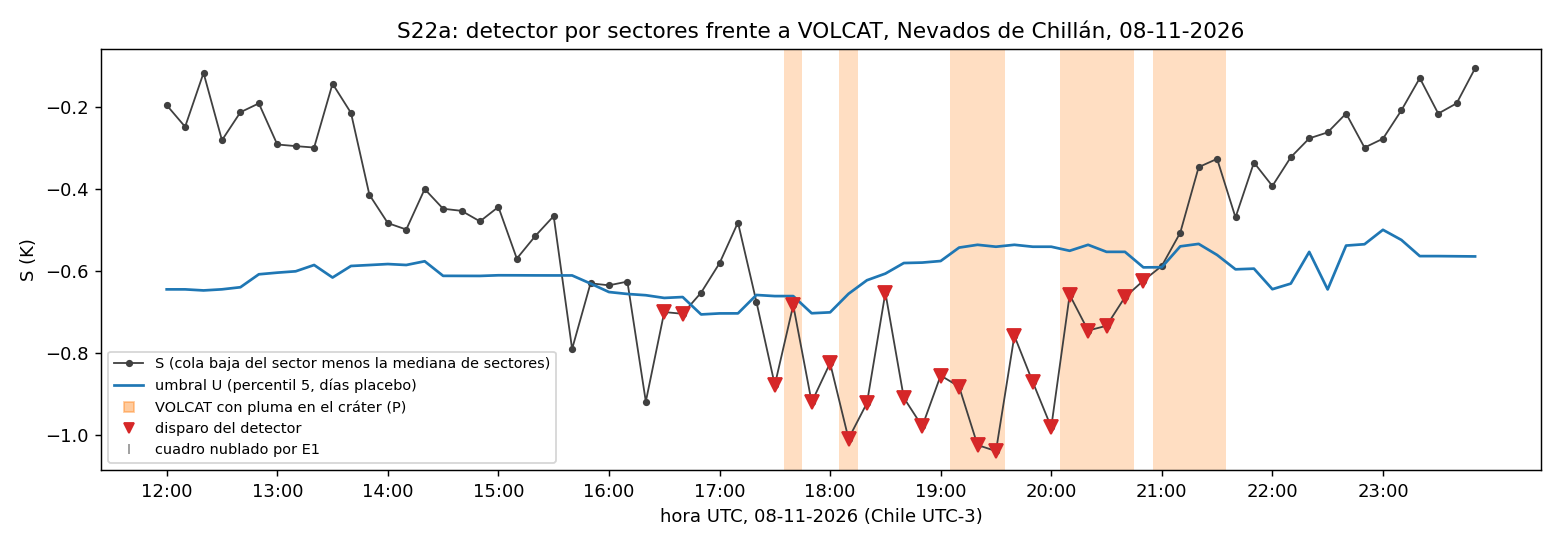 S22a: detector por sectores frente a VOLCAT, Nevados de Chillán, 08-11-2026
S (K)
−0.2
−0.4
−0.6
−0.8
−1.0
S (cola baja del sector menos la mediana de sectores)
umbral U (percentil 5, días placebo)
VOLCAT con pluma en el cráter (P)
disparo del detector
cuadro nublado por E1
12:00 13:00 14:00 15:00 16:00 17:00 18:00 19:00 20:00 21:00 22:00 23:00
hora UTC, 08-11-2026 (Chile UTC-3)